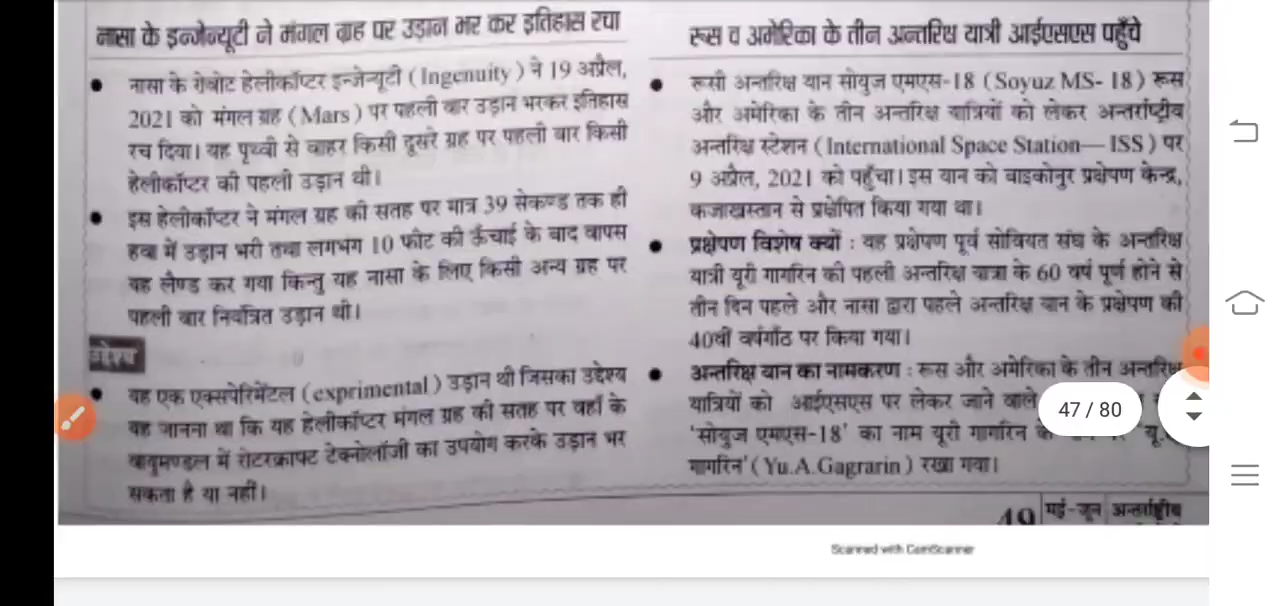 नासा के इन्जेन्यूटी ने मंगल ग्रह पर उड़ान भर कर इतिहास रचा
नासा के रोबोट हेलीकॉप्टर इन्जेन्यूटी (Ingenuity) ने 19 अप्रैल,
2021 को मंगल ग्रह (Mars) पर पहली बार उड़ान भरकर इतिहास
रच दिया। यह पृथ्वी से बाहर किसी दूसरे ग्रह पर पहली बार किसी
हेलीकॉप्टर की पहली उड़ान थी।
इस हेलीकॉप्टर ने मंगल ग्रह की सतह पर मात्र 39 सेकण्ड तक ही
हवा में उड़ान भरी तथा लगभंग 10 फीट की ऊँचाई के बाद वापस
यह लैण्ड कर गया किन्तु यह नासा के लिए किसी अन्य ग्रह पर
पहली बार नियंत्रित उड़ान थी।
उद्देश्य
यह एक एक्सपेरिमेंटल (exprimental) उड़ान थी जिसका उद्देश्य
यह जानना था कि यह हेलीकॉप्टर मंगल ग्रह की सतह पर वहाँ के
वायुमण्डल में रोटरक्राफ्ट टेक्नोलॉजी का उपयोग करके उड़ान भर
सकता है या नहीं।
रूस व अमेरिका के तीन अन्तरिक्ष यात्री आईएसएस पहुँचे
रूसी अन्तरिक्ष यान सोयुज एमएस-18 (Soyuz MS- 18) रूस
और अमेरिका के तीन अन्तरिक्ष यात्रियों को लेकर अन्तर्राष्ट्रीय
अन्तरिक्ष स्टेशन (International Space Station— ISS) पर
9 अप्रैल, 2021 को पहुँचा। इस यान को बाइकोनुर प्रक्षेपण केन्द्र,
कजाखस्तान से प्रक्षेपित किया गया था।
प्रक्षेपण विशेष क्यों : यह प्रक्षेपण पूर्व सोवियत संघ के अन्तरिक्ष
यात्री यूरी गागरिन की पहली अन्तरिक्ष यात्रा के 60 वर्ष पूर्ण होने से
तीन दिन पहले और नासा द्वारा पहले अन्तरिक्ष यान के प्रक्षेपण की
40वीं वर्षगाँठ पर किया गया।
अन्तरिक्ष यान का नामकरण : रूस और अमेरिका के तीन अन्तरिक्ष
यात्रियों को आईएसएस पर लेकर जाने वाले
'सोयुज एमएस-18' का नाम यूरी गागरिन के 'यू.
गागरिन' (Yu.A.Gagrarin) रखा गया।
47 / 80
49 मई-जून अन्तर्राष्ट्रीय
Scanned with CamScanner